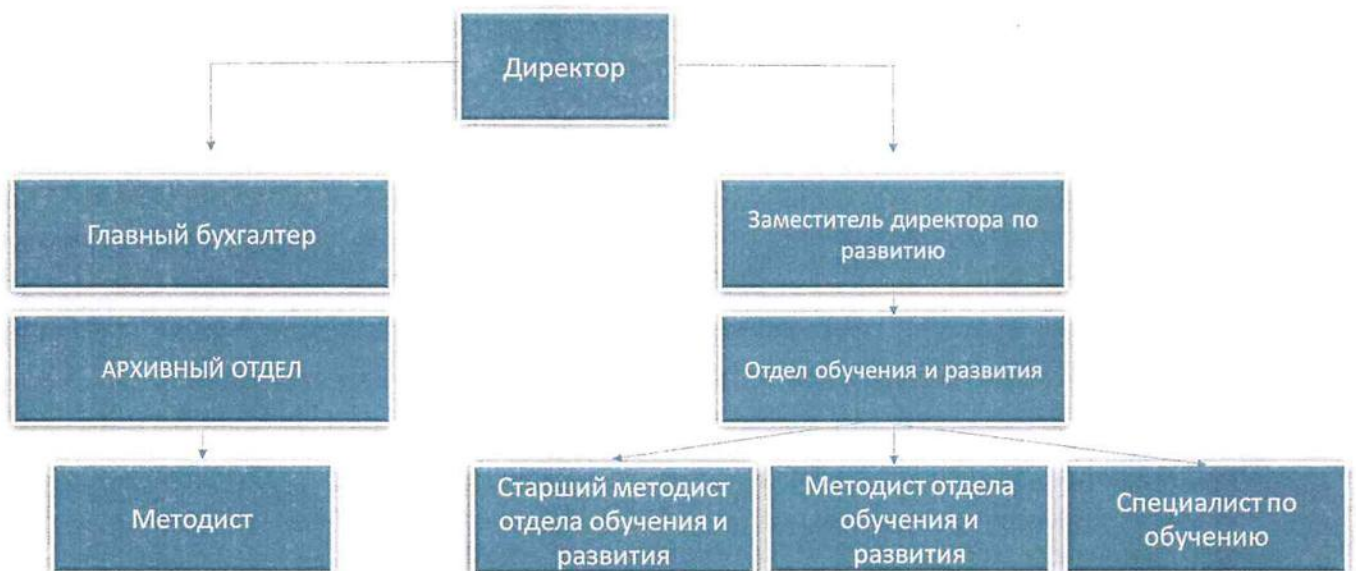 Директор
Главный бухгалтер
Заместитель директора по
развитию
АРХИВНЫЙ ОТДЕЛ
Отдел обучения и развития
Методист
Старший методист
отдела обучения и
развития
Методист отдела
обучения и
развития
Специалист по
обучению